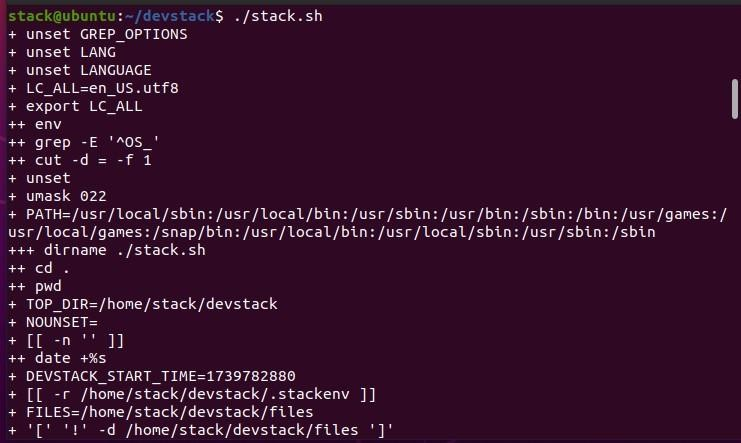 stack@ubuntu:~/devstack$ ./stack.sh
+ unset GREP_OPTIONS
+ unset LANG
+ unset LANGUAGE
+ LC_ALL=en_US.utf8
+ export LC_ALL
++ env
++ grep -E '^OS_'
++ cut -d = -f 1
+ unset
+ umask 022
+ PATH=/usr/local/sbin:/usr/local/bin:/usr/sbin:/usr/bin:/sbin:/bin:/usr/games:/
usr/local/games:/snap/bin:/usr/local/bin:/usr/local/sbin:/usr/sbin:/sbin
+++ dirname ./stack.sh
++ cd .
++ pwd
+ TOP_DIR=/home/stack/devstack
+ NOUNSET=
+ [[ -n '' ]]
++ date +%s
+ DEVSTACK_START_TIME=1739782880
+ [[ -r /home/stack/devstack/.stackenv ]]
+ FILES=/home/stack/devstack/files
+ '[' '!' -d /home/stack/devstack/files ']'